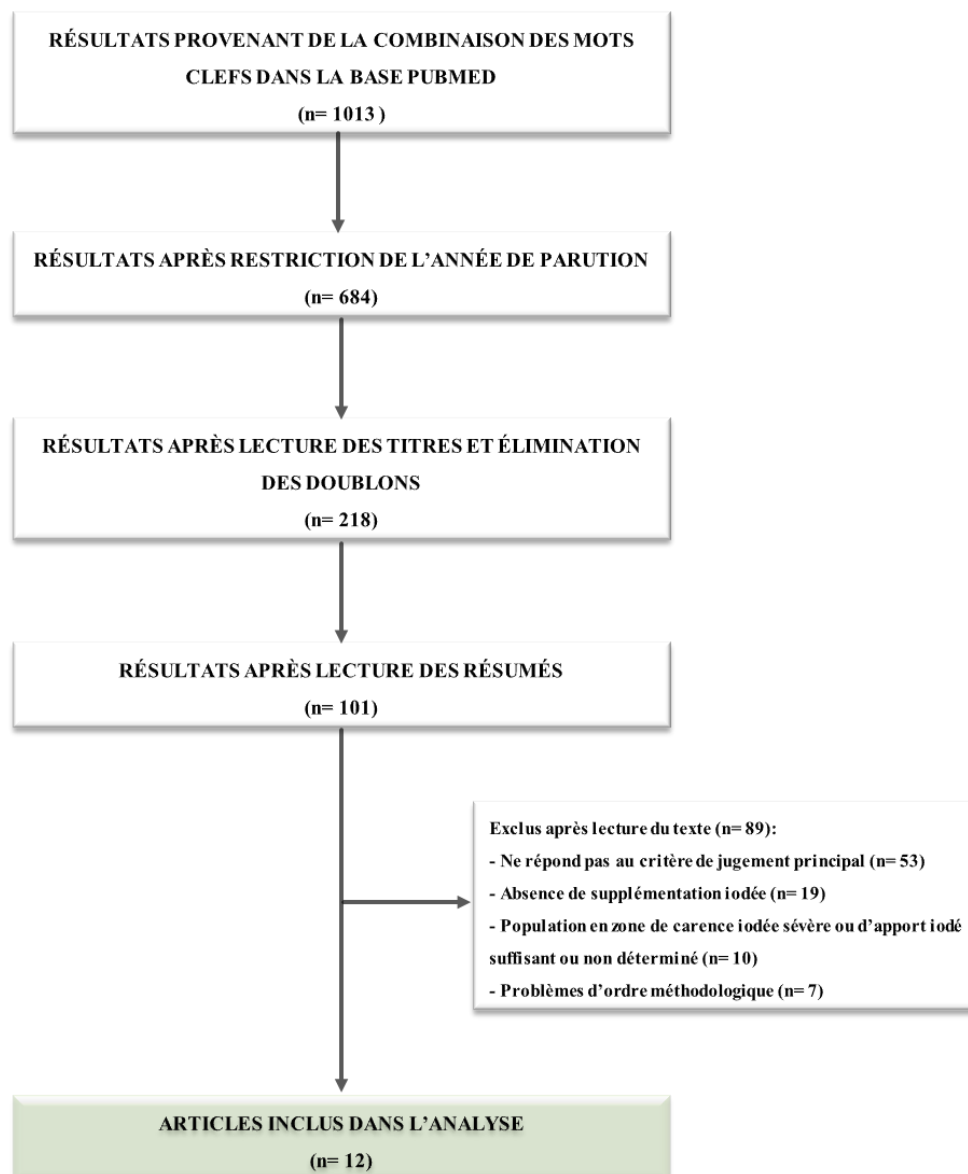 RÉSULTATS PROVENANT DE LA COMBINAISON DES MOTS
CLEFS DANS LA BASE PUBMED
(n= 1013 )
RÉSULTATS APRÈS RESTRICTION DE L’ANNÉE DE PARUTION
(n= 684)
RÉSULTATS APRÈS LECTURE DES TITRES ET ÉLIMINATION
DES DOUBLONS
(n= 218)
RÉSULTATS APRÈS LECTURE DES RÉSUMÉS
(n= 101)
Exclus après lecture du texte (n= 89):
- Ne répond pas au critère de jugement principal (n= 53)
- Absence de supplémentation iodée (n= 19)
- Population en zone de carence iodée sévère ou d’apport iodé
suffisant ou non déterminé (n= 10)
- Problèmes d’ordre méthodologique (n= 7)
ARTICLES INCLUS DANS L’ANALYSE
(n= 12)